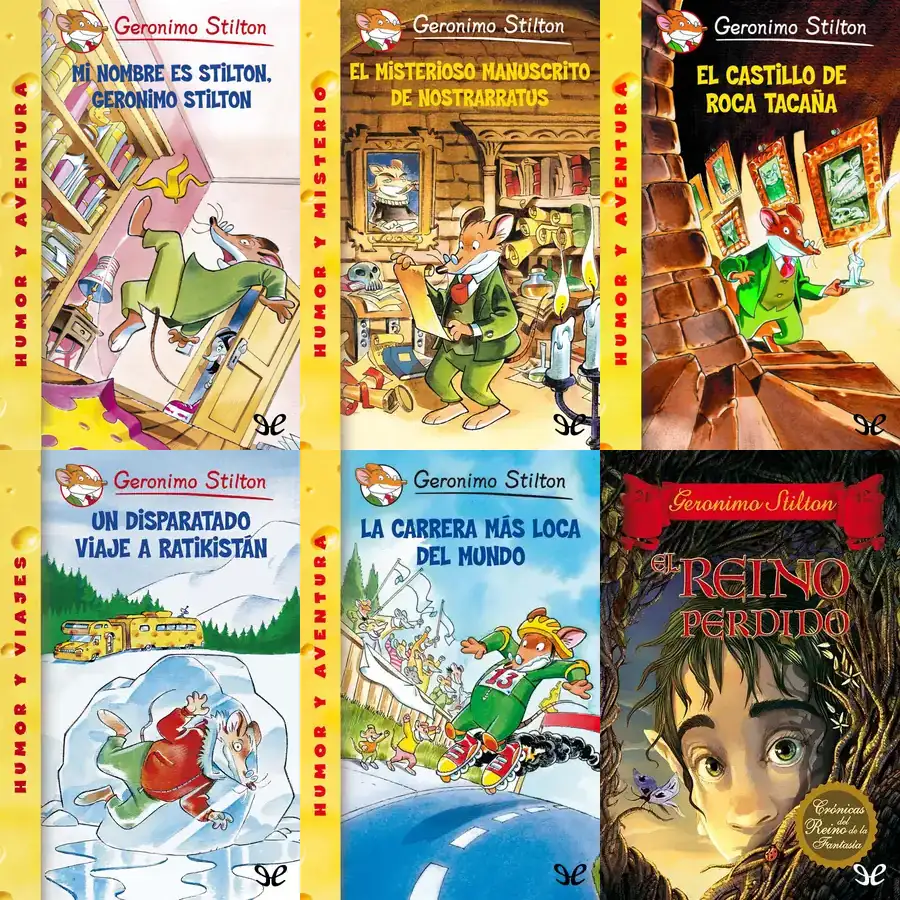 Geronimo Stilton
MI NOMBRE ES STILTON,
GERONIMO STILTON
HUMOR Y AVENTURA
Geronimo Stilton
EL MISTERIOSO MANUSCRITO
DE NOSTRARRATUS
HUMOR Y MISTERIO
Geronimo Stilton
EL CASTILLO DE
ROCA TACAÑA
HUMOR Y AVENTURA
Geronimo Stilton
UN DISPARATADO
VIAJE A RATIKISTÁN
HUMOR Y VIAJES
Geronimo Stilton
LA CARRERA MÁS LOCA
DEL MUNDO
13
HUMOR Y AVENTURA
Geronimo Stilton
EL REINO
PERDIDO
Crónicas
del
Reino de la
Fantasía